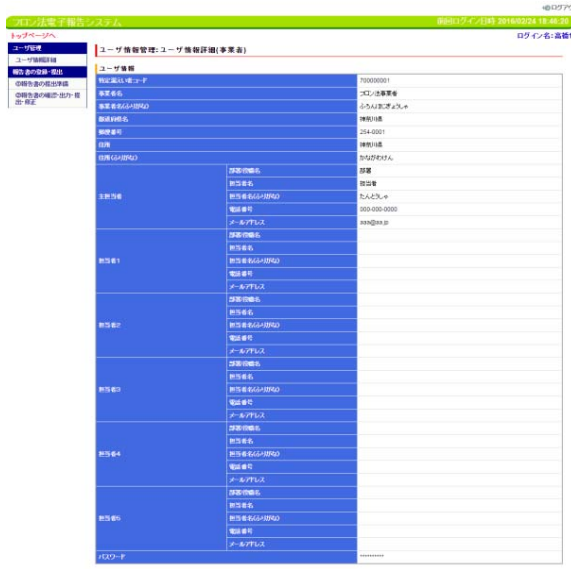 ログアウ
フロン法電子報告システム
前回ログイン日時 2016/02/24 18:46:26
トップページへ
ログイン名:高橋
ユーザ管理
ユーザ情報詳細
報告書の登録・提出
①報告書の提出準備
②報告書の確認・出力・提出・訂正
ユーザ情報管理:ユーザ情報詳細(事業者)
ユーザ情報
特定漏えい者コード 700000001
事業者名 フロン法事業者
事業者名(ふりがな) ふろんほうじぎょうしゃ
都道府県名 神奈川県
郵便番号 254-0001
住所 神奈川県
住所(ふりがな) かながわけん
主担当者
部署/役職名 部署
担当者名 担当者
担当者名(ふりがな) たんとうしゃ
電話番号 000-000-0000
メールアドレス aaa@aa.jp
担当者1
部署/役職名
担当者名
担当者名(ふりがな)
電話番号
メールアドレス
担当者2
部署/役職名
担当者名
担当者名(ふりがな)
電話番号
メールアドレス
担当者3
部署/役職名
担当者名
担当者名(ふりがな)
電話番号
メールアドレス
担当者4
部署/役職名
担当者名
担当者名(ふりがな)
電話番号
メールアドレス
担当者5
部署/役職名
担当者名
担当者名(ふりがな)
電話番号
メールアドレス
パスワード **********